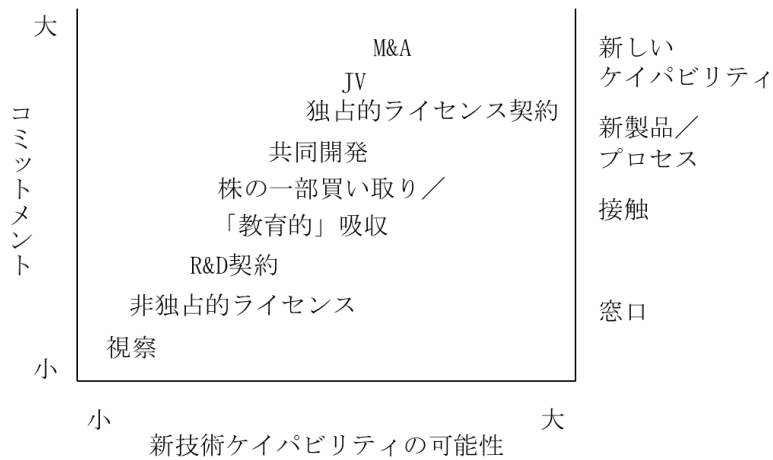 大
コミットメント
小
M&A
JV
独占的ライセンス契約
共同開発
株の一部買い取り／
「教育的」吸収
R&D契約
非独占的ライセンス
視察
新しい
ケイパビリティ
新製品／
プロセス
接触
窓口
小
大
新技術ケイパビリティの可能性